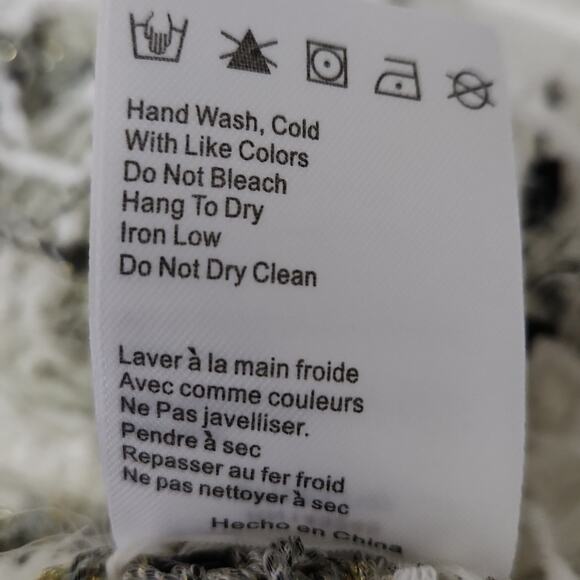 Hand Wash, Cold
With Like Colors
Do Not Bleach
Hang To Dry
Iron Low
Do Not Dry Clean
Laver à la main froide
Avec comme couleurs
Ne Pas javelliser.
Pendre à sec
Repasser au fer froid
Ne pas nettoyer à sec
Hecho en China